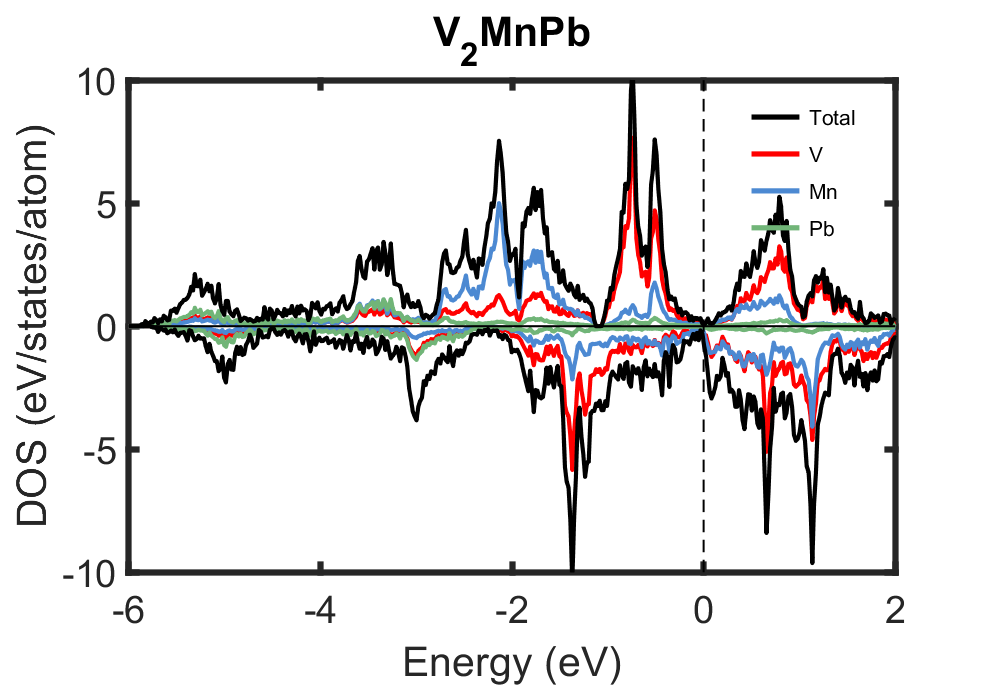 V₂MnPb
10
5
0
-5
-10
DOS (eV/states/atom)
Total
V
Mn
Pb
-6 -4 -2 0 2
Energy (eV)